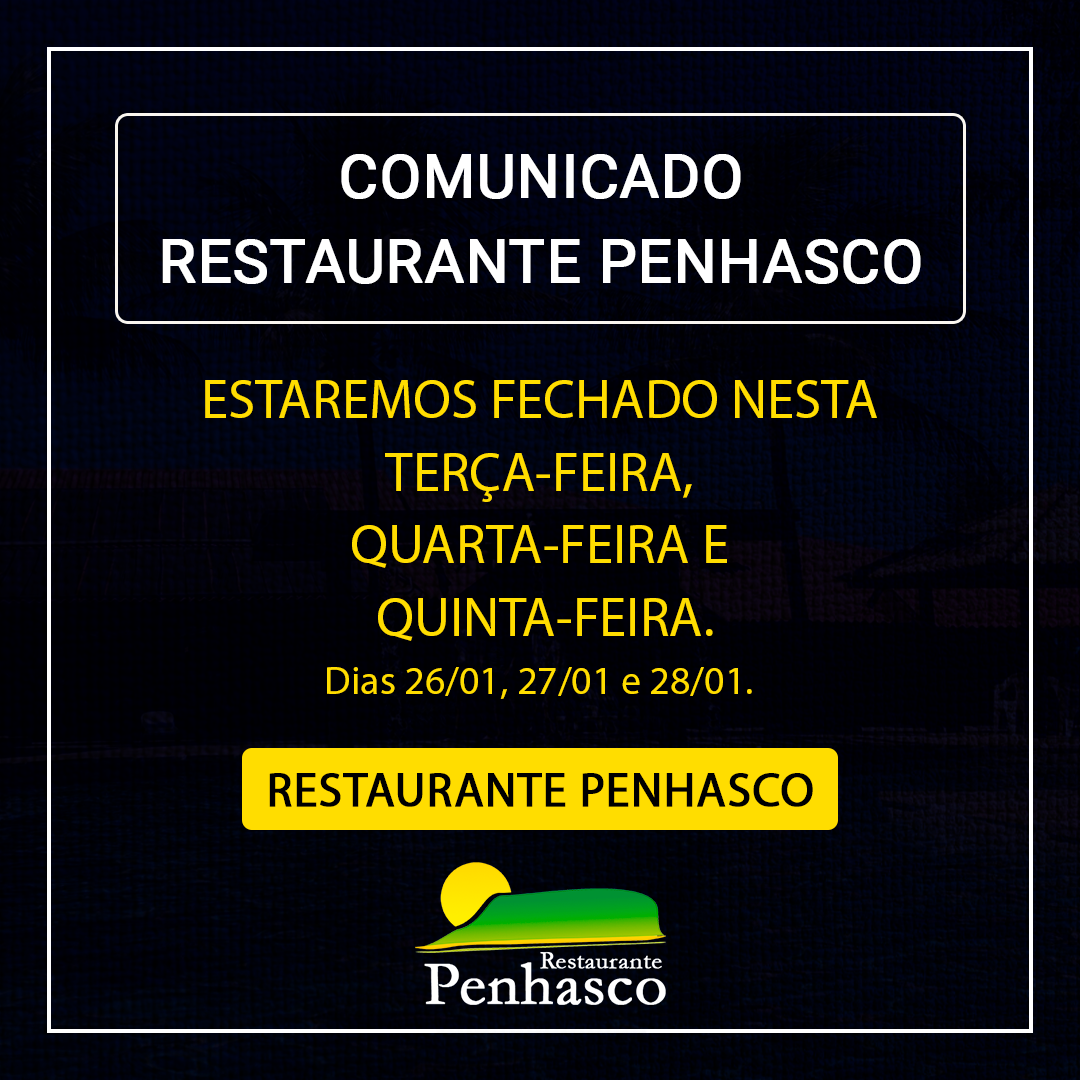 COMUNICADO
RESTAURANTE PENHASCO
ESTAREMOS FECHADO NESTA
TERÇA-FEIRA,
QUARTA-FEIRA E
QUINTA-FEIRA.
Dias 26/01, 27/01 e 28/01.
RESTAURANTE PENHASCO
Restaurante
Penhasco